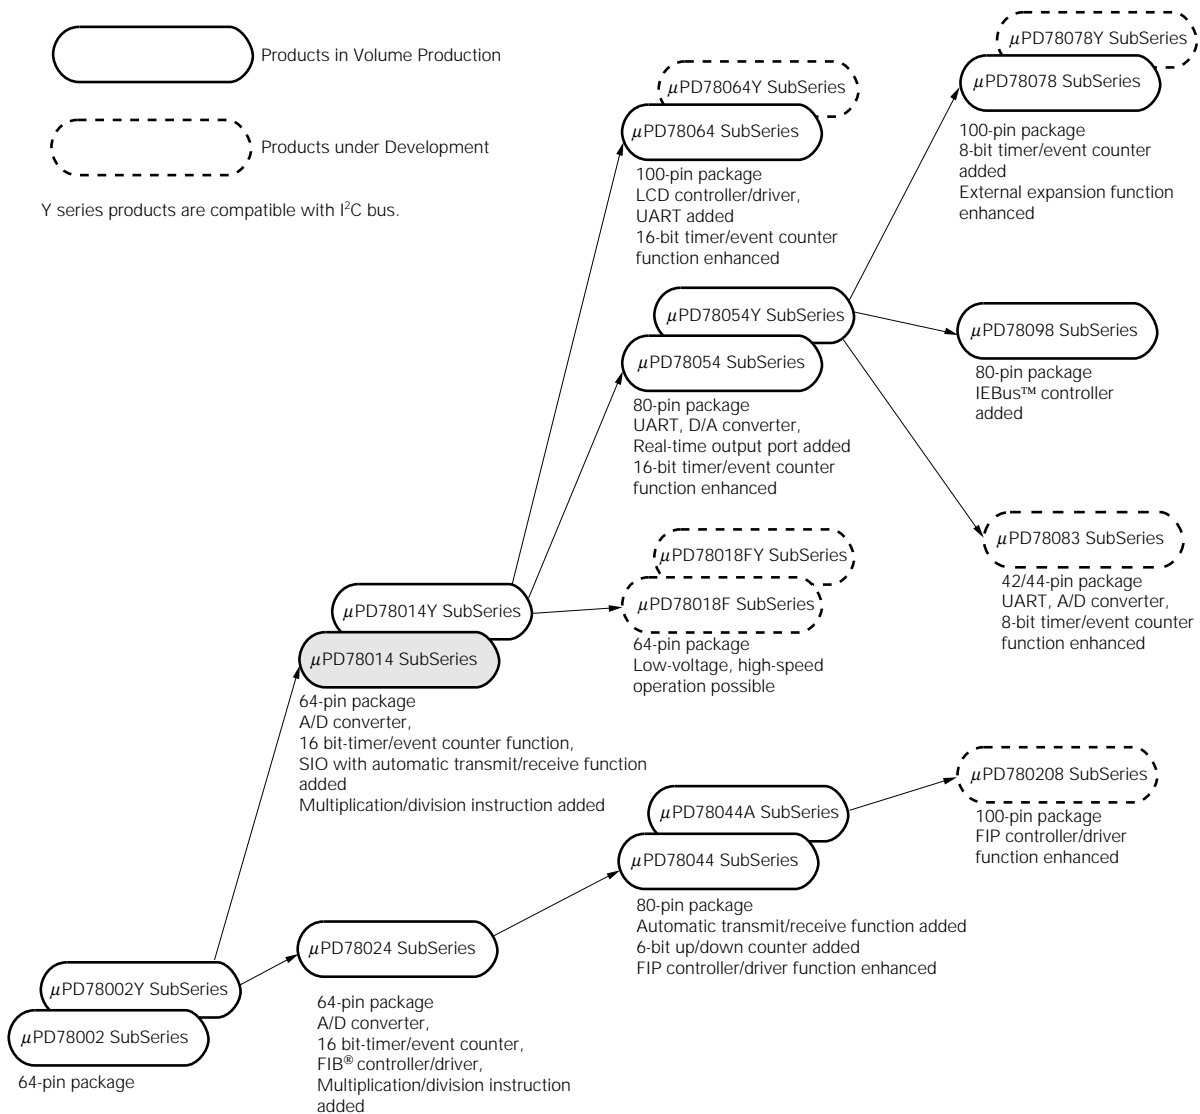 Products in Volume Production
Products under Development
Y series products are compatible with I²C bus.
μPD78064Y SubSeries
μPD78064 SubSeries
100-pin package
LCD controller/driver,
UART added
16-bit timer/event counter
function enhanced
μPD78078Y SubSeries
μPD78078 SubSeries
100-pin package
8-bit timer/event counter
added
External expansion function
enhanced
μPD78054Y SubSeries
μPD78054 SubSeries
80-pin package
UART, D/A converter,
Real-time output port added
16-bit timer/event counter
function enhanced
μPD78098 SubSeries
80-pin package
IEBus™ controller
added
μPD78083 SubSeries
42/44-pin package
UART, A/D converter,
8-bit timer/event counter
function enhanced
μPD78018FY SubSeries
μPD78018F SubSeries
64-pin package
Low-voltage, high-speed
operation possible
μPD78014Y SubSeries
μPD78014 SubSeries
64-pin package
A/D converter,
16 bit-timer/event counter function,
SIO with automatic transmit/receive function
added
Multiplication/division instruction added
μPD780208 SubSeries
100-pin package
FIP controller/driver
function enhanced
μPD78044A SubSeries
μPD78044 SubSeries
80-pin package
Automatic transmit/receive function added
6-bit up/down counter added
FIP controller/driver function enhanced
μPD78024 SubSeries
64-pin package
A/D converter,
16 bit-timer/event counter,
FIB® controller/driver,
Multiplication/division instruction
added
μPD78002Y SubSeries
μPD78002 SubSeries
64-pin package